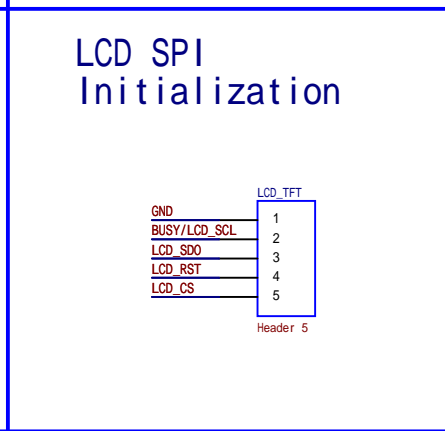 LCD SPI
Initialization
LCD_TFT
GND 1
BUSY/LCD_SCL 2
LCD_SDO 3
LCD_RST 4
LCD_CS 5
Header 5